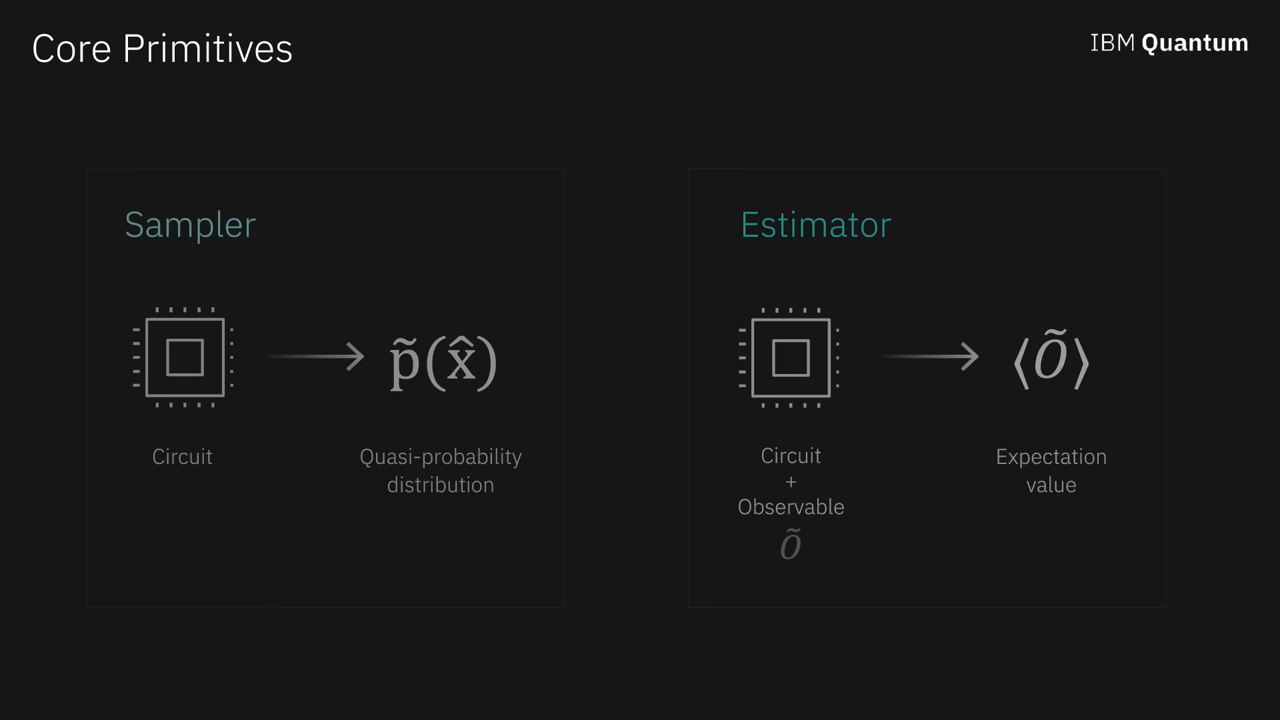 Core Primitives
IBM Quantum
Sampler
p̃(x̂)
Circuit
Quasi-probability
distribution
Estimator
⟨Õ⟩
Circuit
+
Observable
Õ
Expectation
value